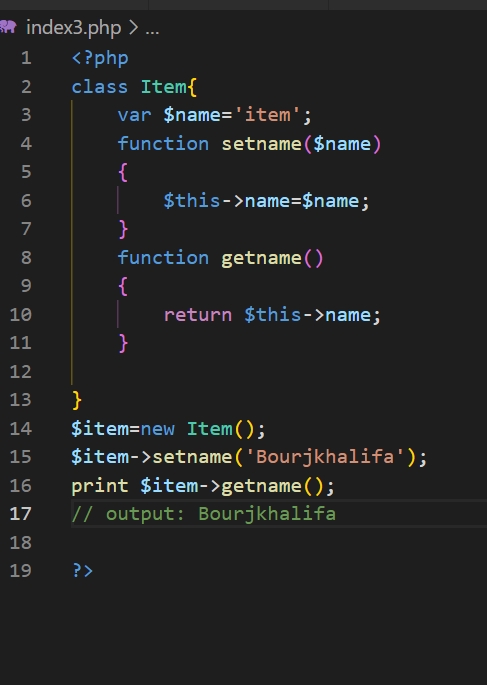 index3.php > ...
1 <?php
2 class Item{
3     var $name='item';
4     function setname($name)
5     {
6         $this->name=$name;
7     }
8     function getname()
9     {
10         return $this->name;
11     }
12
13 }
14 $item=new Item();
15 $item->setname('Bourjkhalifa');
16 print $item->getname();
17 // output: Bourjkhalifa
18
19 ?>